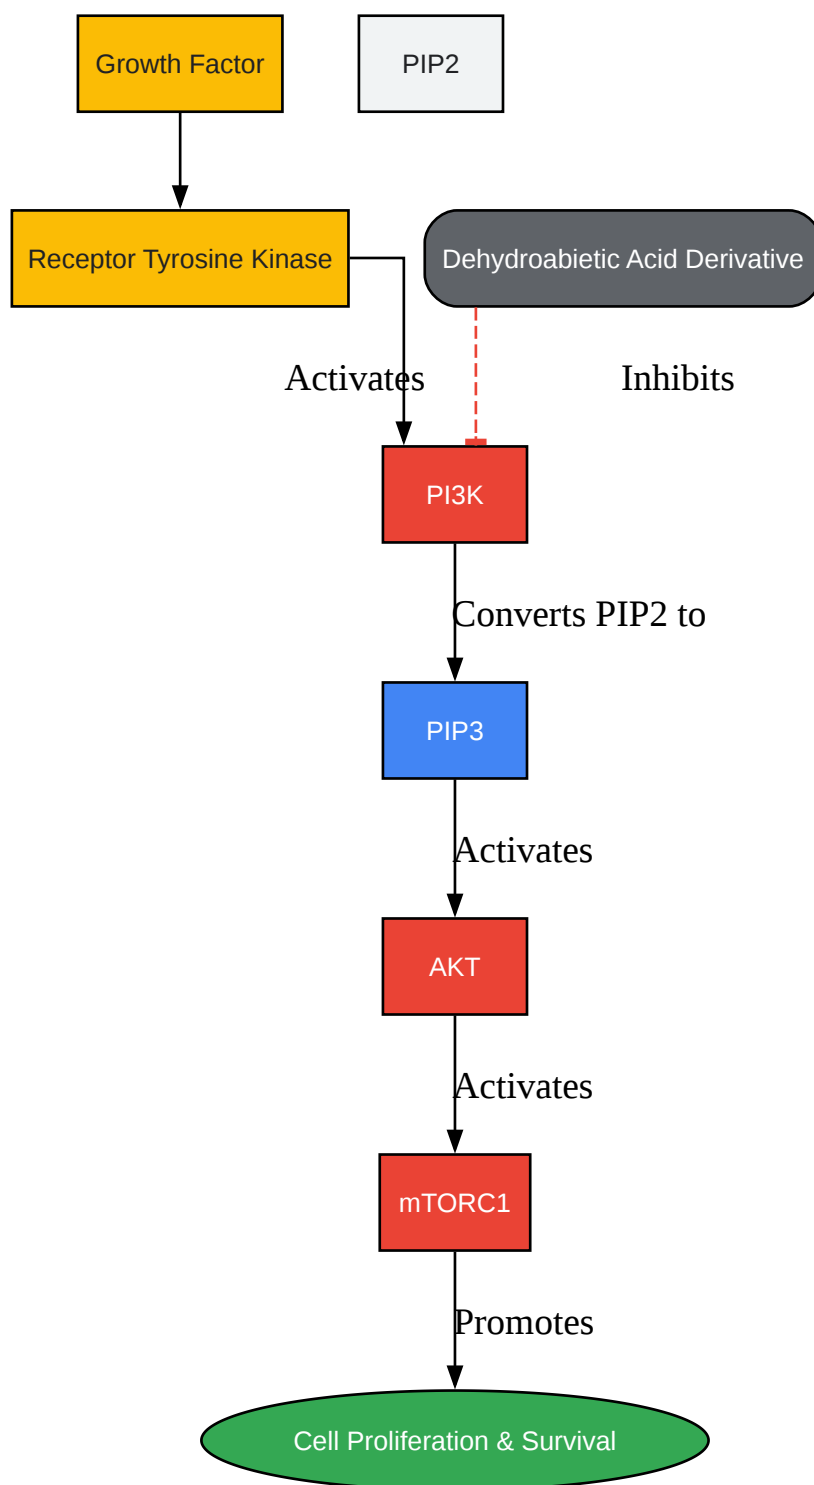 Growth Factor
PIP2
Receptor Tyrosine Kinase
Dehydroabietic Acid Derivative
Activates
Inhibits
PI3K
Converts PIP2 to
PIP3
Activates
AKT
Activates
mTORC1
Promotes
Cell Proliferation & Survival